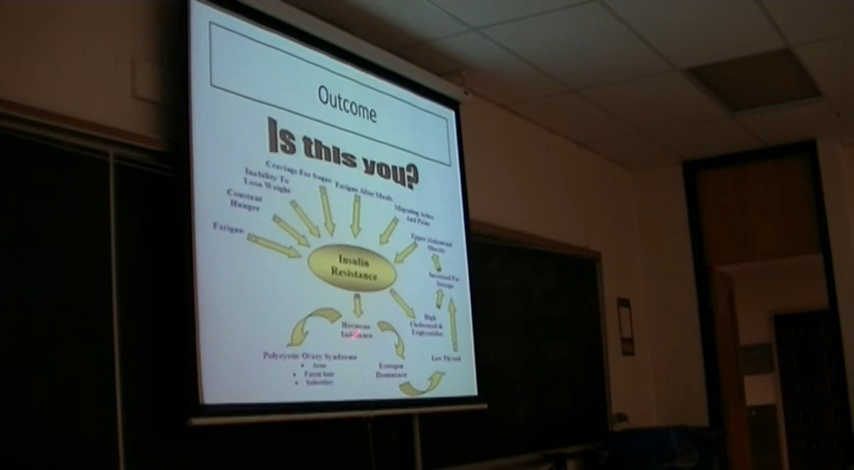 Outcome
Is this you?
Cravings For Sugar
Fatigue After Meals
Inability To
Lose Weight
Migrating Aches
And Pains
Constant
Hunger
Fatigue
Upper Abdominal
Obesity
Insulin
Resistance
Increased Fat
Storage
High
Cholesterol &
Hormone
Imbalance
Polycystic Ovary Syndrome
• Acne
• Facial Hair
• Infertility
Estrogen
Dominance
Low Thyroid